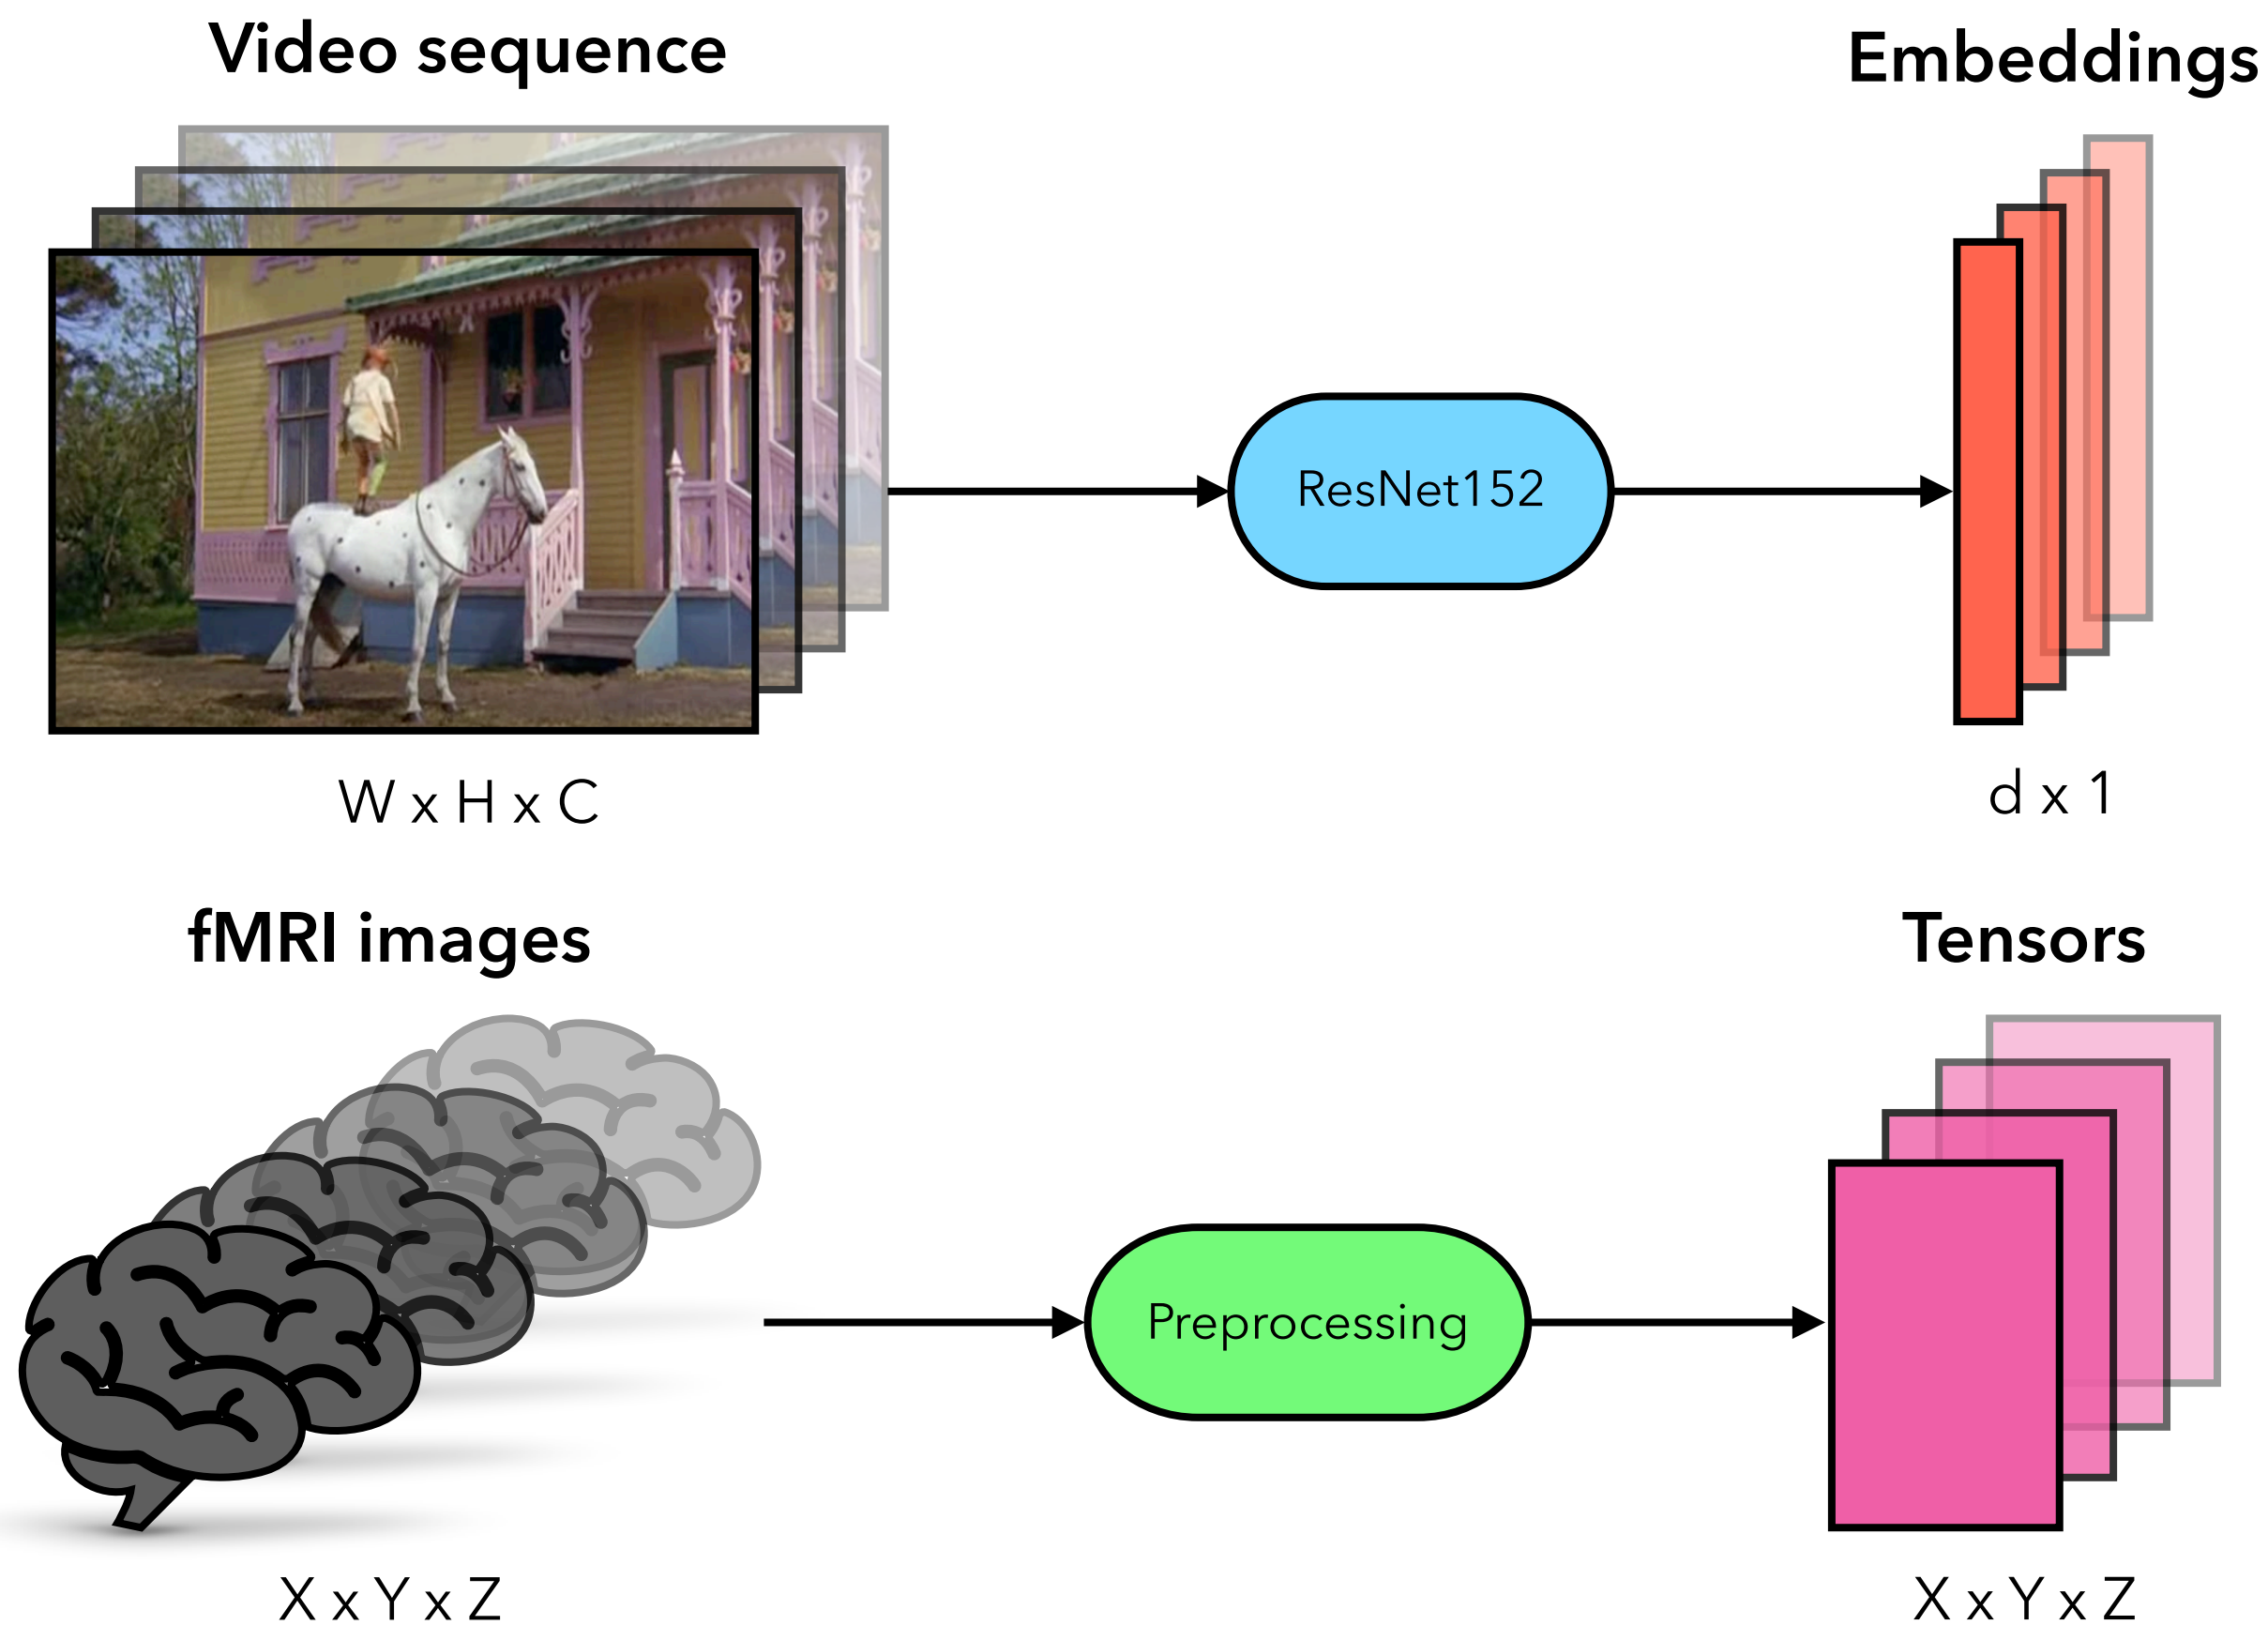 Video sequence
Embeddings
ResNet152
W x H x C
d x 1
fMRI images
Tensors
Preprocessing
X x Y x Z
X x Y x Z